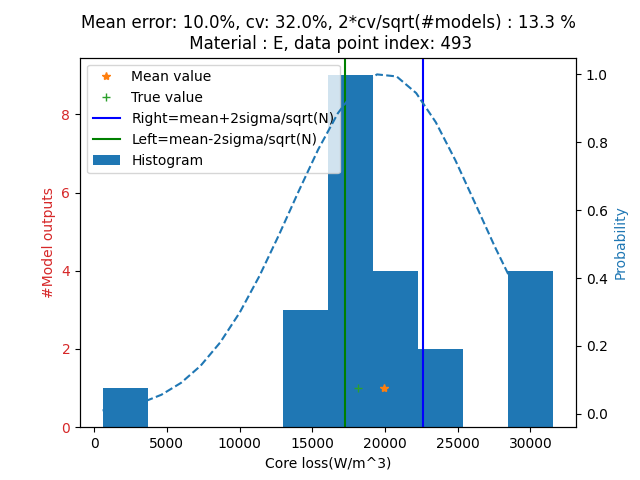 Mean error: 10.0%, cv: 32.0%, 2*cv/sqrt(#models) : 13.3 %
Material : E, data point index: 493
Mean value
True value
Right=mean+2sigma/sqrt(N)
Left=mean-2sigma/sqrt(N)
Histogram
#Model outputs
0
2
4
6
8
Probability
0.0
0.2
0.4
0.6
0.8
1.0
0
5000
10000
15000
20000
25000
30000
Core loss(W/m^3)